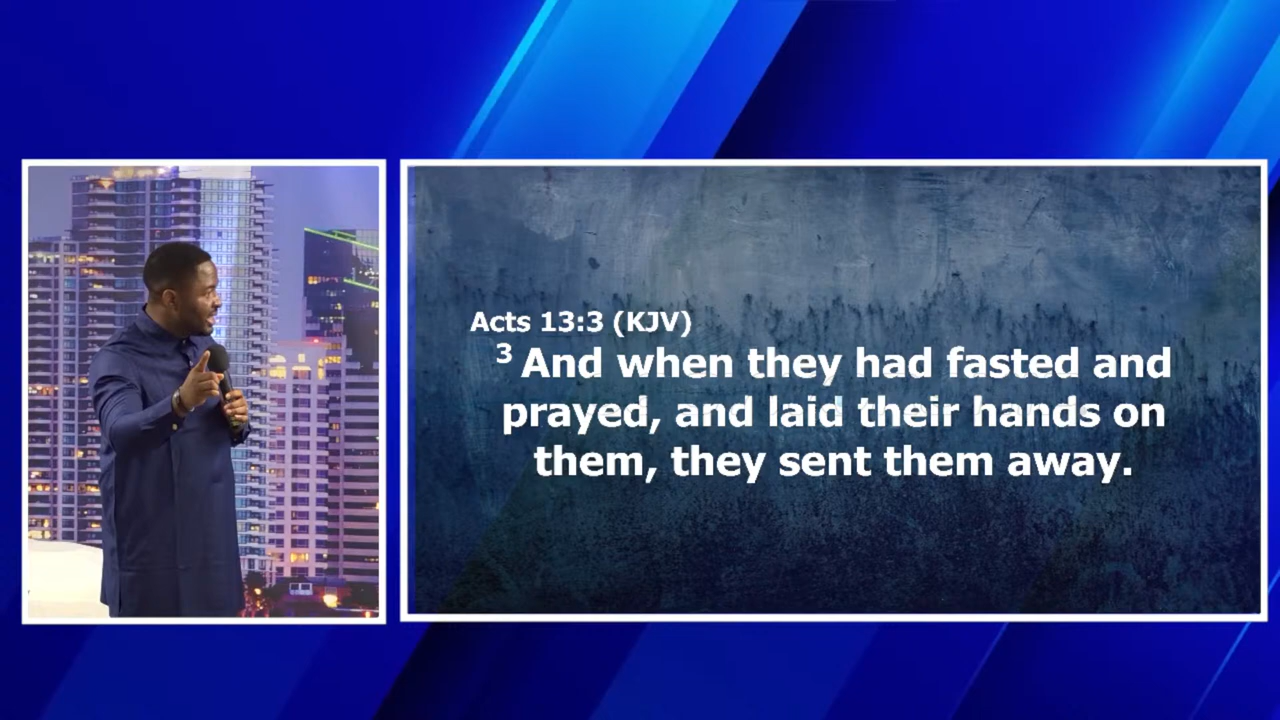 Acts 13:3 (KJV)
3 And when they had fasted and
prayed, and laid their hands on
them, they sent them away.